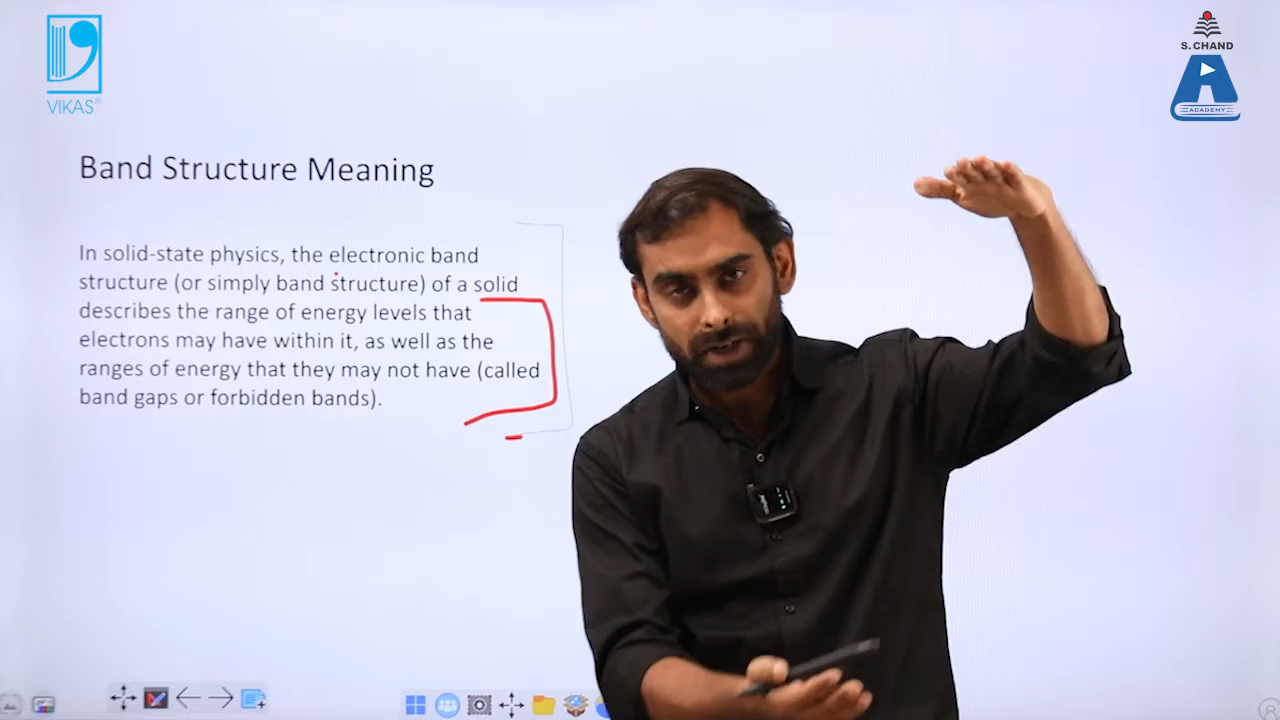 VIKAS®
S. CHAND
ACADEMY
Band Structure Meaning
In solid-state physics, the electronic band
structure (or simply band structure) of a solid
describes the range of energy levels that
electrons may have within it, as well as the
ranges of energy that they may not have (called
band gaps or forbidden bands).